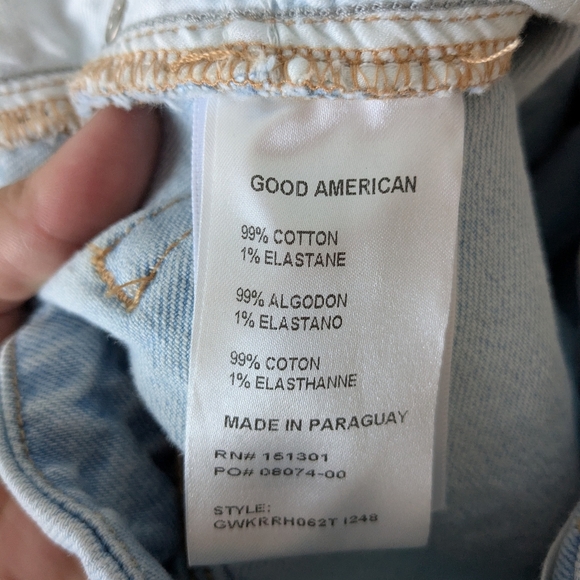 GOOD AMERICAN
99% COTTON
1% ELASTANE
99% ALGODON
1% ELASTANO
99% COTON
1% ELASTHANNE
MADE IN PARAGUAY
RN# 151301
PO# 08074-00
STYLE:
GWKRRH062T I248